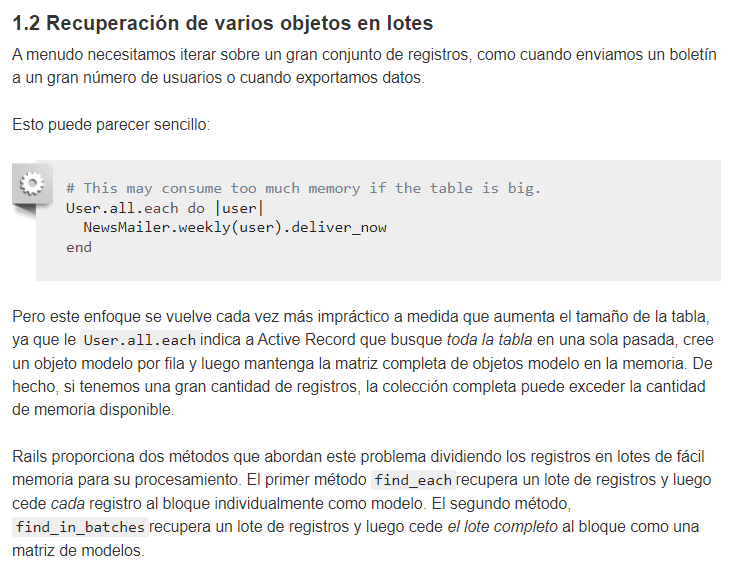 1.2 Recuperación de varios objetos en lotes
A menudo necesitamos iterar sobre un gran conjunto de registros, como cuando enviamos un boletín
a un gran número de usuarios o cuando exportamos datos.
Esto puede parecer sencillo:
# This may consume too much memory if the table is big.
User.all.each do |user|
  NewsMailer.weekly(user).deliver_now
end
Pero este enfoque se vuelve cada vez más impráctico a medida que aumenta el tamaño de la tabla,
ya que le User.all.each indica a Active Record que busque toda la tabla en una sola pasada, cree
un objeto modelo por fila y luego mantenga la matriz completa de objetos modelo en la memoria. De
hecho, si tenemos una gran cantidad de registros, la colección completa puede exceder la cantidad
de memoria disponible.
Rails proporciona dos métodos que abordan este problema dividiendo los registros en lotes de fácil
memoria para su procesamiento. El primer método find_each recupera un lote de registros y luego
cede cada registro al bloque individualmente como modelo. El segundo método,
find_in_batches recupera un lote de registros y luego cede el lote completo al bloque como una
matriz de modelos.